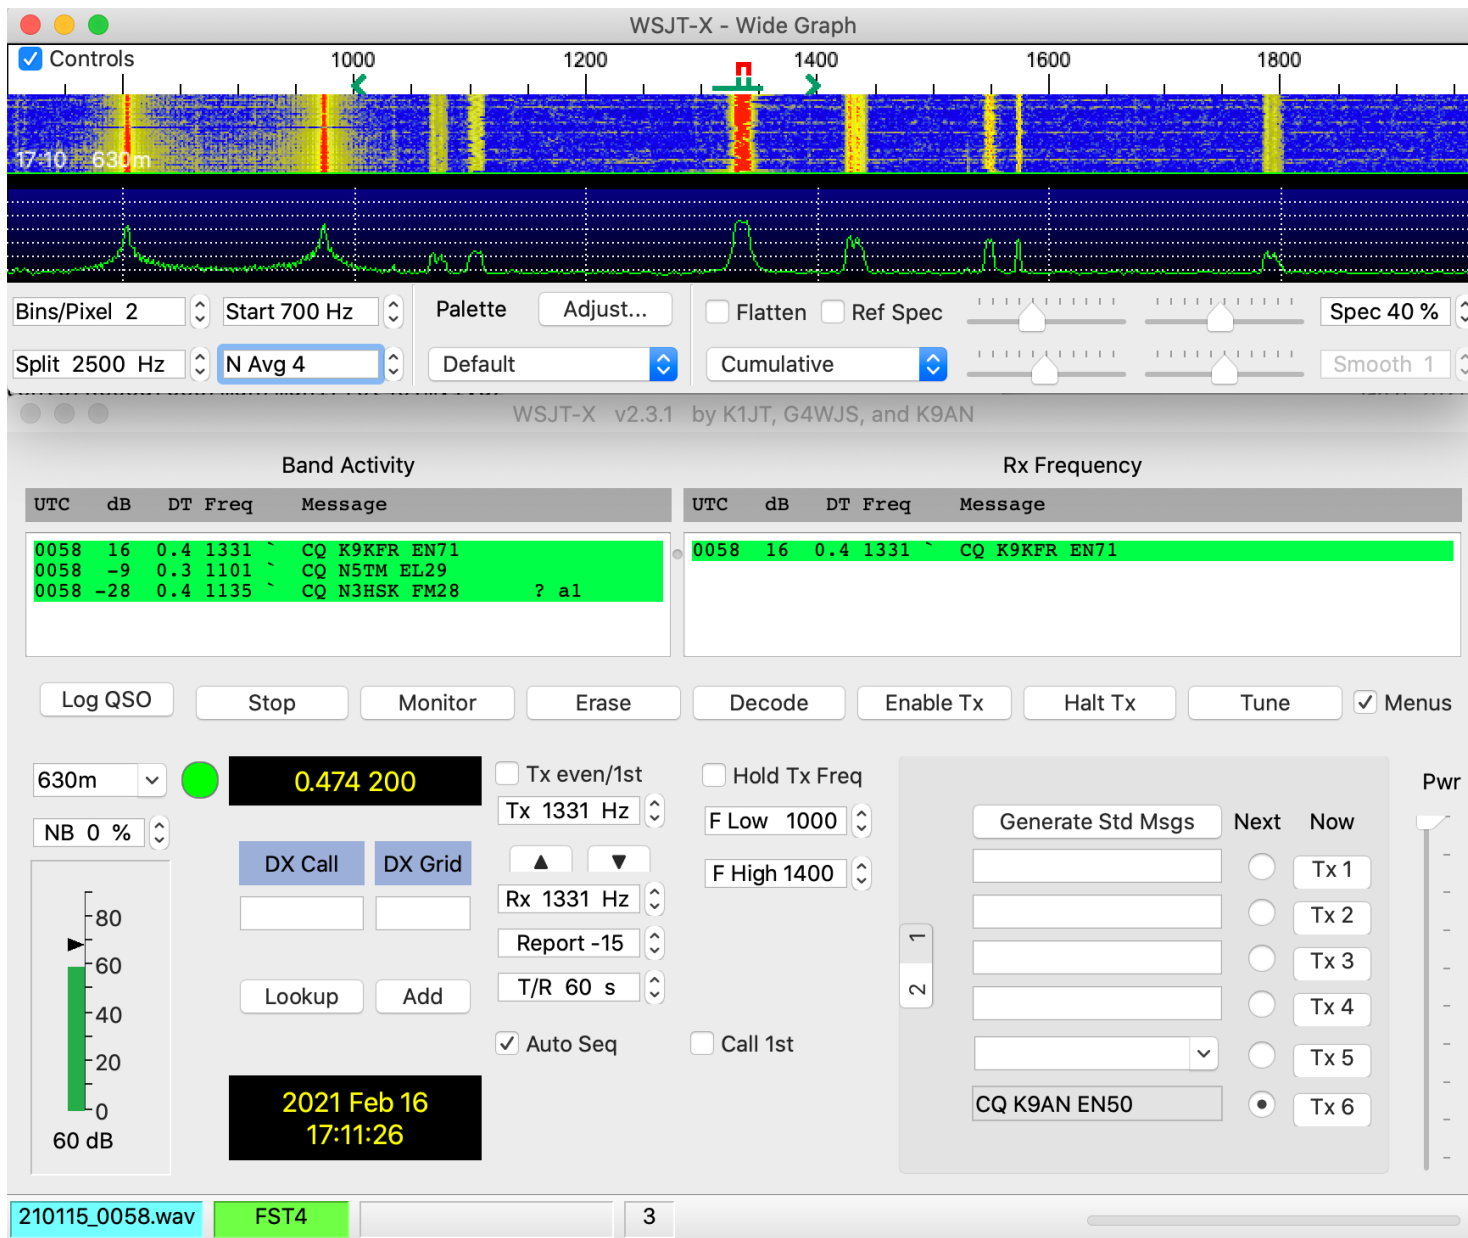 WSJT-X - Wide Graph
Controls
1000 1200 1400 1600 1800
17:10 630m
Bins/Pixel 2 Start 700 Hz Palette Adjust... Flatten Ref Spec Spec 40 %
Split 2500 Hz N Avg 4 Default Cumulative Smooth 1
WSJT-X v2.3.1 by K1JT, G4WJS, and K9AN
Band Activity Rx Frequency
UTC dB DT Freq Message UTC dB DT Freq Message
0058 16 0.4 1331 ` CQ K9KFR EN71 0058 16 0.4 1331 ` CQ K9KFR EN71
0058 -9 0.3 1101 ` CQ N5TM EL29
0058 -28 0.4 1135 ` CQ N3HSK FM28 ? a1
Log QSO Stop Monitor Erase Decode Enable Tx Halt Tx Tune Menus
630m 0.474 200 Tx even/1st Hold Tx Freq Pwr
Tx 1331 Hz F Low 1000 Generate Std Msgs Next Now
NB 0 %
DX Call DX Grid F High 1400 Tx 1
Rx 1331 Hz Tx 2
80
Report -15 1 Tx 3
60
Lookup Add T/R 60 s 2 Tx 4
40
Auto Seq Call 1st Tx 5
20
2021 Feb 16 CQ K9AN EN50 Tx 6
0
17:11:26
60 dB
210115_0058.wav FST4 3